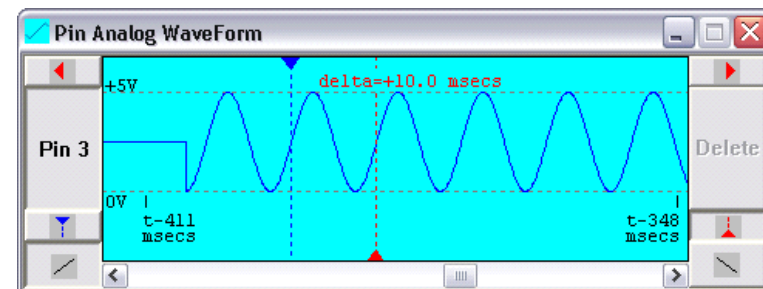 Pin Analog WaveForm
+5V
delta=+10.0 msecs
Pin 3
Delete
0V
t-411
msecs
t-348
msecs